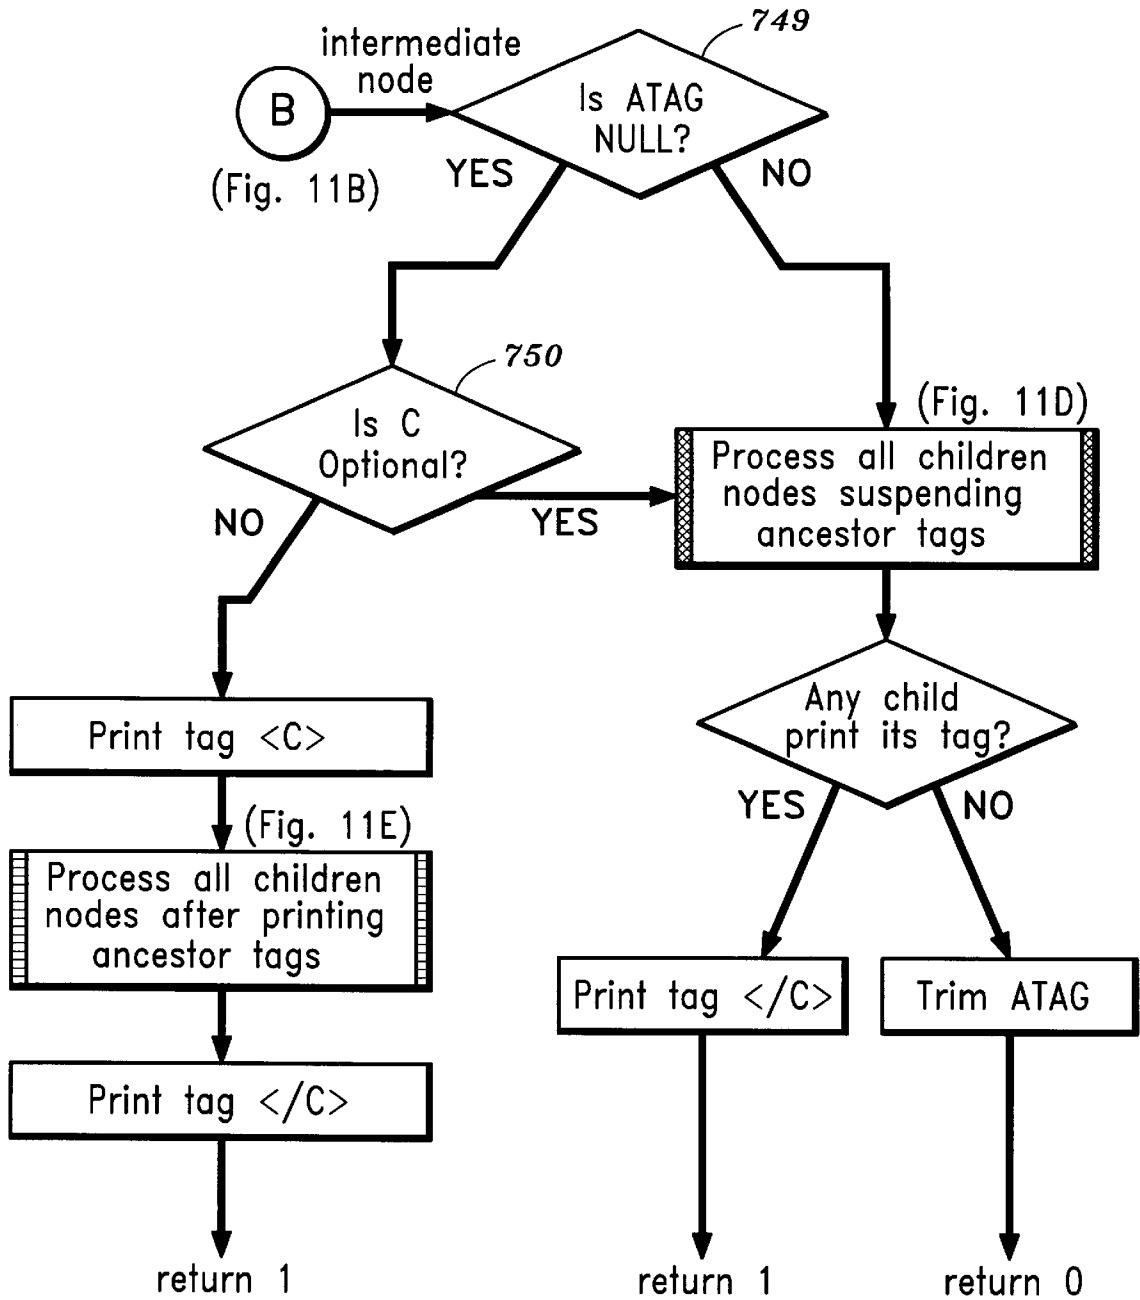 749
intermediate
node
B
Is ATAG
NULL?
YES
NO
(Fig. 11B)
750
Is C
Optional?
(Fig. 11D)
Process all children
nodes suspending
ancestor tags
NO
YES
Print tag <C>
Any child
print its tag?
YES
NO
(Fig. 11E)
Process all children
nodes after printing
ancestor tags
Print tag </C>
Trim ATAG
Print tag </C>
return 1
return 1
return 0